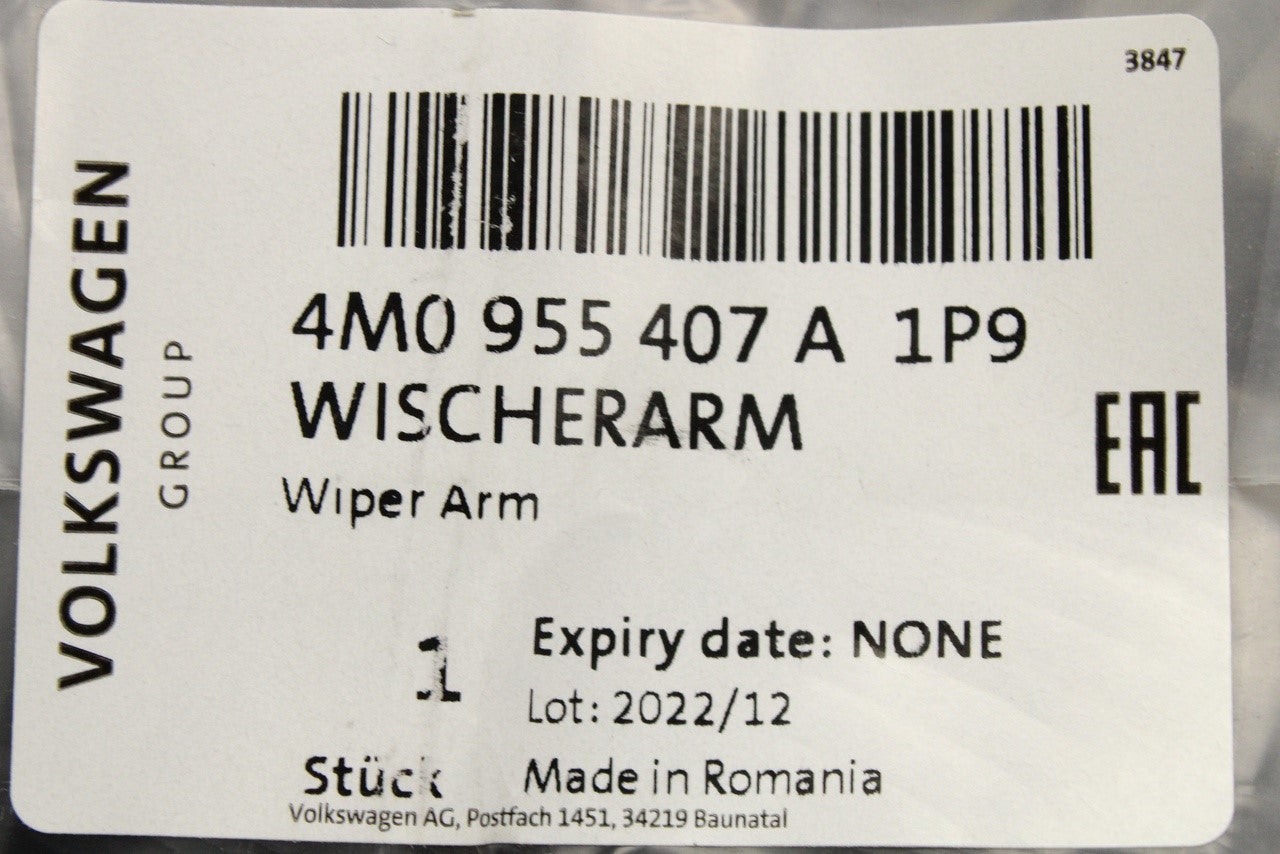 3847
VOLKSWAGEN
GROUP
4M0 955 407 A 1P9
WISCHERARM
Wiper Arm
EAC
1
Expiry date: NONE
Lot: 2022/12
Stück
Made in Romania
Volkswagen AG, Postfach 1451, 34219 Baunatal